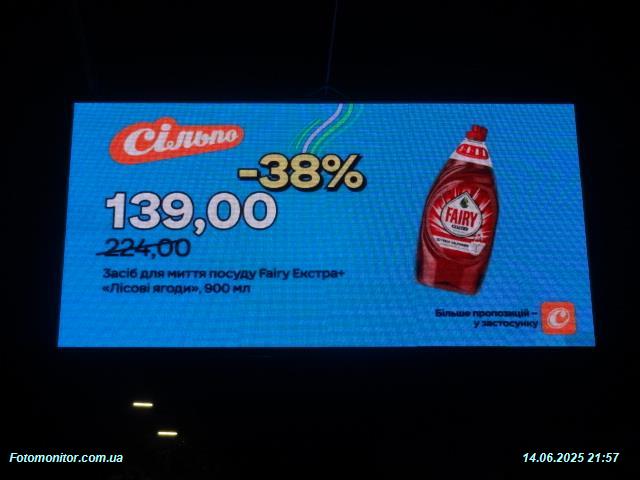 Сільпо
-38%
139,00
224,00
Засіб для миття посуду Fairy Екстра+
«Лісові ягоди», 900 мл
FAIRY
Більше пропозицій –
у застосунку
Fotomonitor.com.ua
14.06.2025 21:57